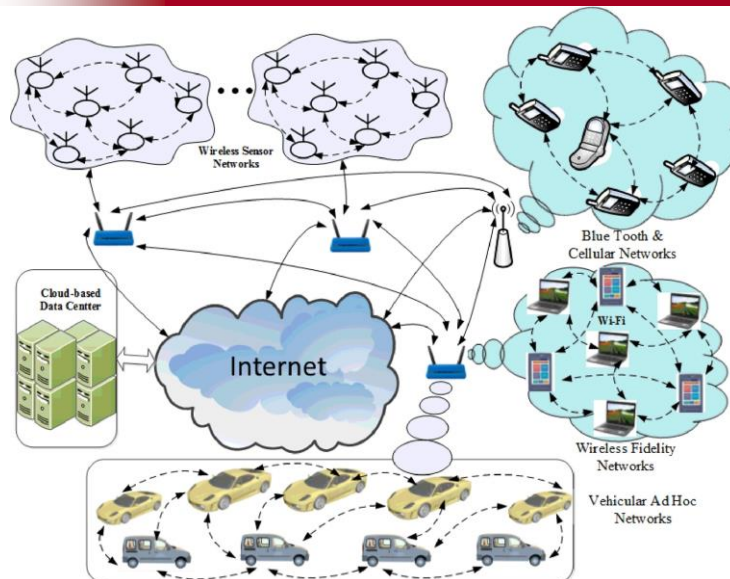 Wireless Sensor
Networks
Blue Tooth &
Cellular Networks
Cloud-based
Data Centter
Internet
Wi-Fi
Wireless Fidelity
Networks
Vehicular Ad Hoc
Networks